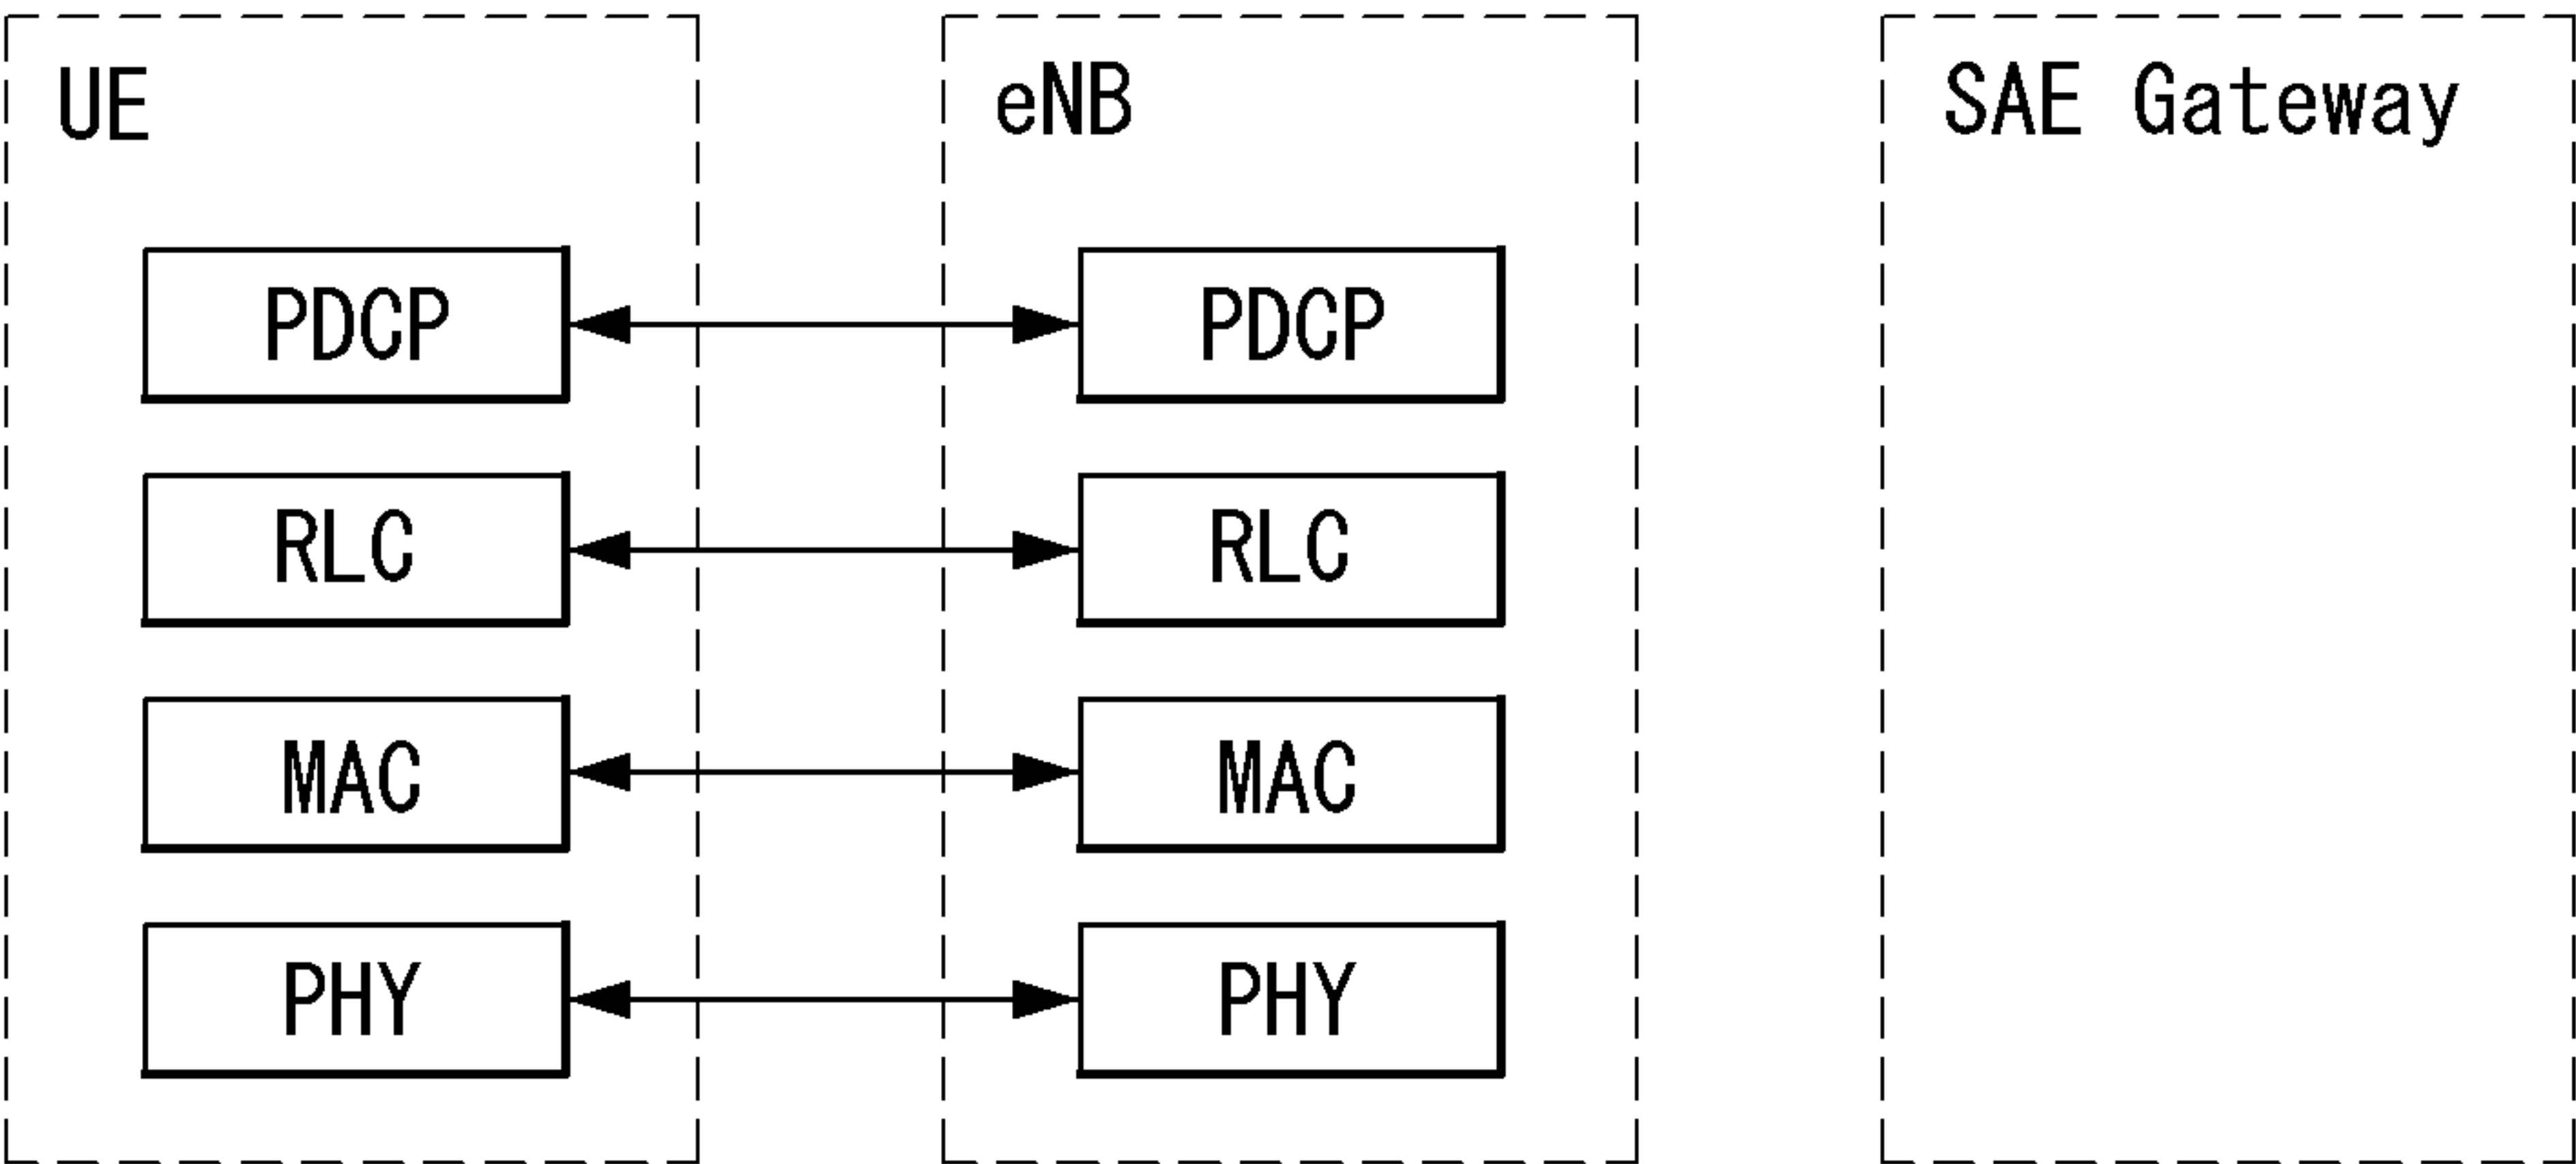 UE
eNB
SAE Gateway
PDCP
PDCP
RLC
RLC
MAC
MAC
PHY
PHY